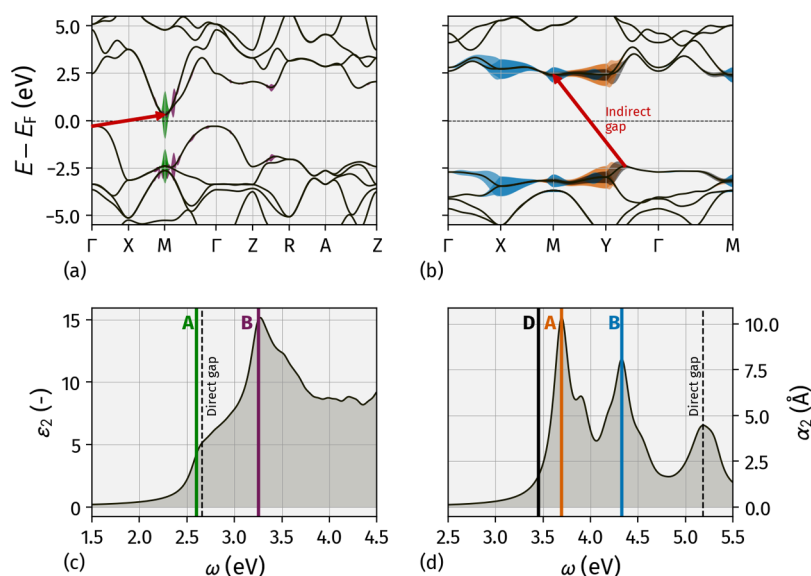 5.0
2.5
0.0
−2.5
−5.0
E − E_F (eV)
Γ X M Γ Z R A Z
(a)
Indirect
gap
Γ X M Y Γ M
(b)
15
10
5
0
ε₂ (-)
A
B
Direct gap
1.5 2.0 2.5 3.0 3.5 4.0 4.5
(c)
ω (eV)
D
A
B
Direct gap
10.0
7.5
5.0
2.5
0.0
α₂ (Å)
2.5 3.0 3.5 4.0 4.5 5.0 5.5
(d)
ω (eV)